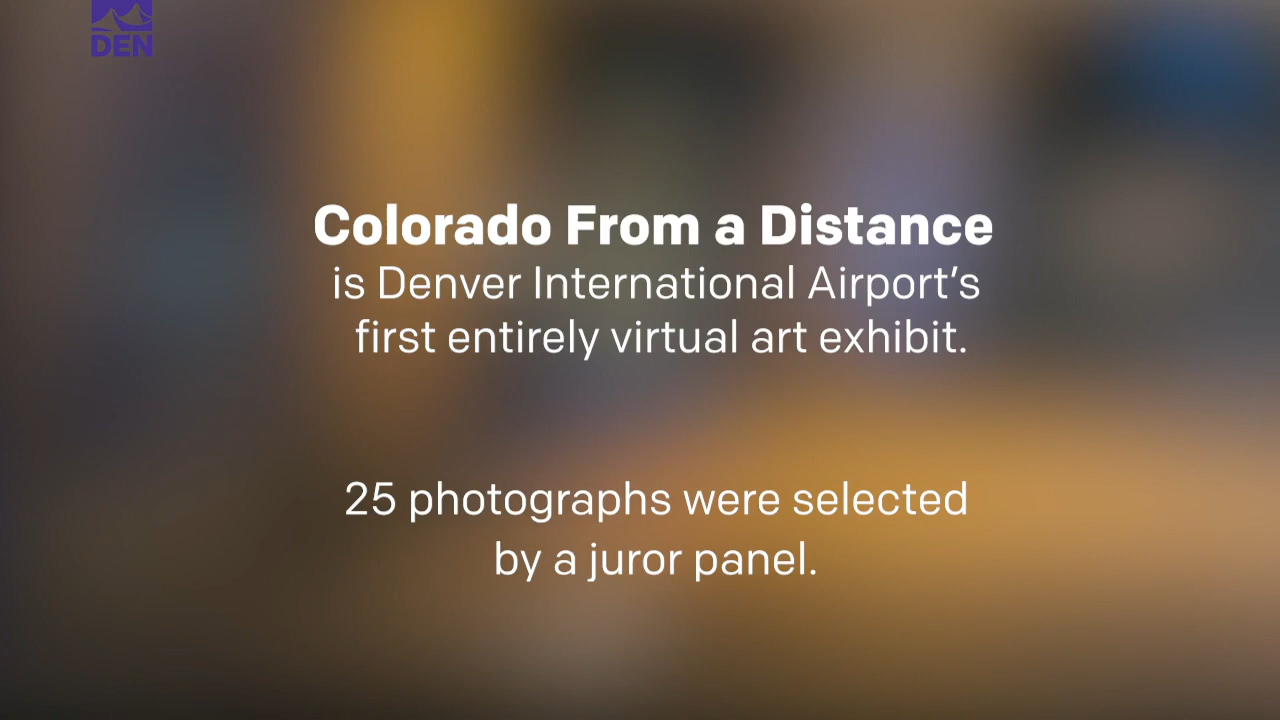 DEN
Colorado From a Distance
is Denver International Airport’s
first entirely virtual art exhibit.
25 photographs were selected
by a juror panel.